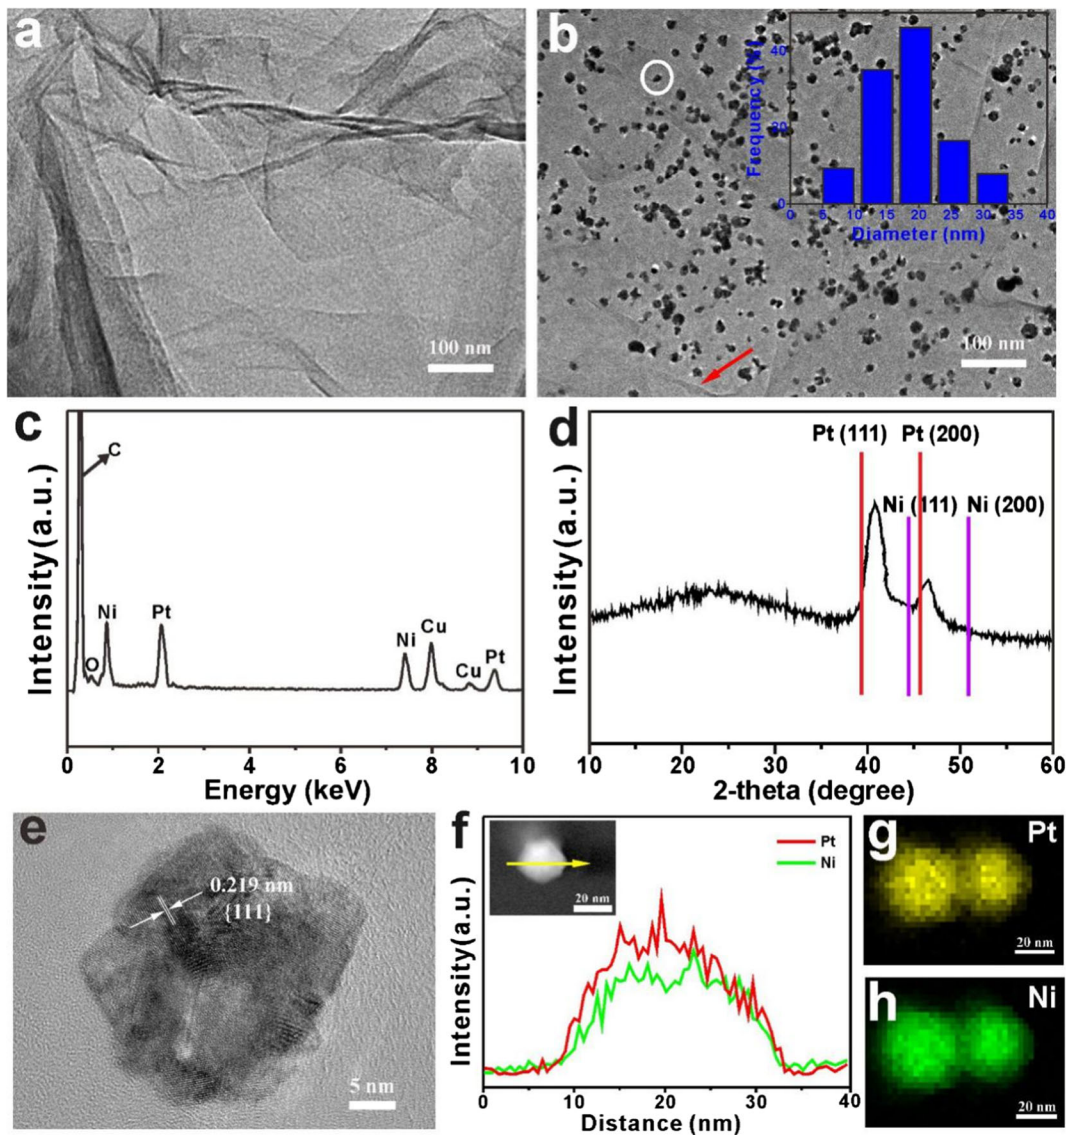 a
100 nm
b
Frequency (%)
40
20
0
0 5 10 15 20 25 30 35 40
Diameter (nm)
100 nm
c
Intensity(a.u.)
C
O
Ni
Pt
Ni
Cu
Cu
Pt
0 2 4 6 8 10
Energy (keV)
d
Intensity(a.u.)
Pt (111) Pt (200)
Ni (111) Ni (200)
10 20 30 40 50 60
2-theta (degree)
e
0.219 nm
{111}
5 nm
f
Intensity(a.u.)
20 nm
Pt
Ni
0 10 20 30 40
Distance (nm)
g
Pt
20 nm
h
Ni
20 nm